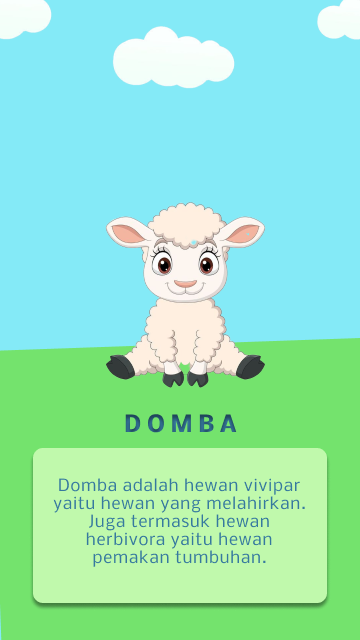 DOMBA
Domba adalah hewan vivipar
yaitu hewan yang melahirkan.
Juga termasuk hewan
herbivora yaitu hewan
pemakan tumbuhan.